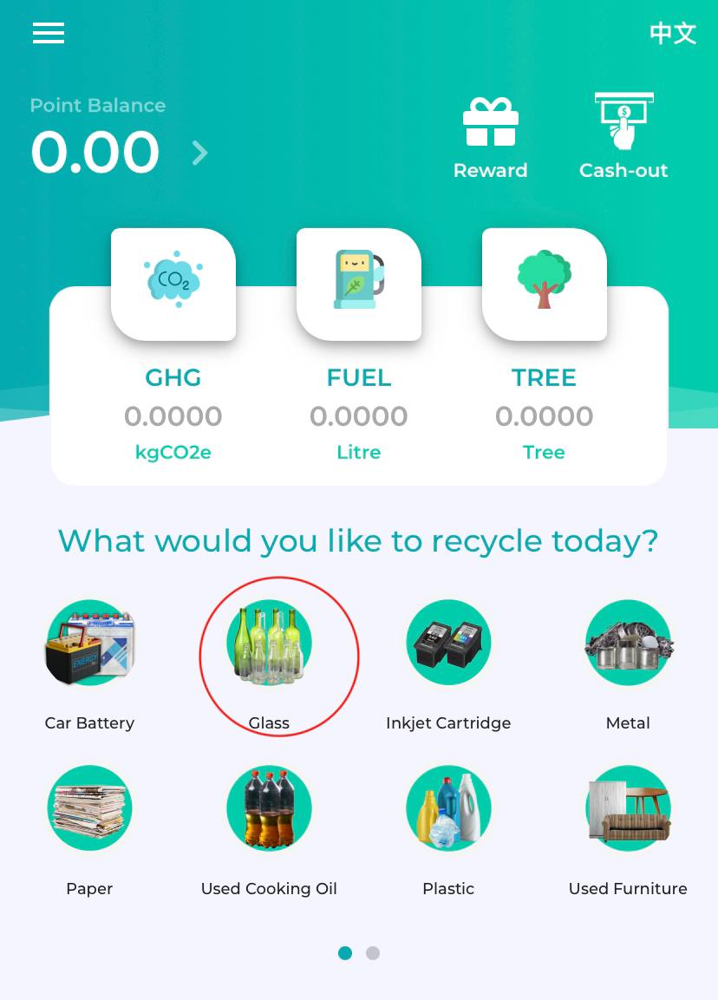 中文
Point Balance
0.00
Reward
Cash-out
CO2
GHG
FUEL
TREE
0.0000
0.0000
0.0000
kgCO2e
Litre
Tree
What would you like to recycle today?
ENERGY
Car Battery
Glass
Inkjet Cartridge
Metal
Paper
Used Cooking Oil
Plastic
Used Furniture